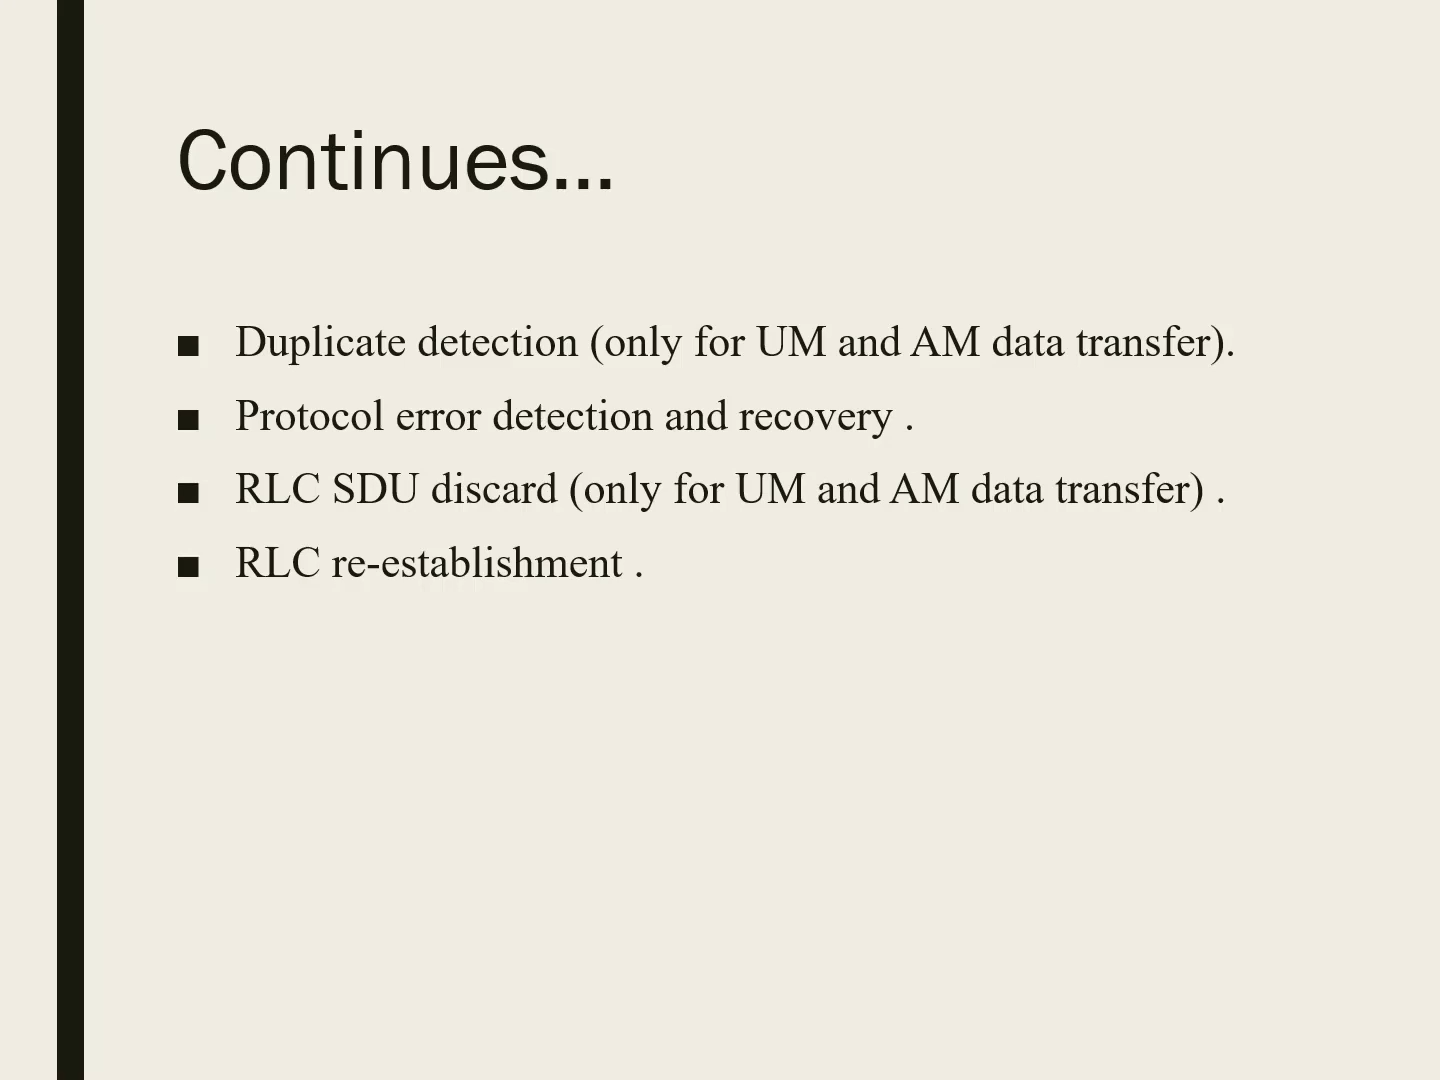 Continues...
■ Duplicate detection (only for UM and AM data transfer).
■ Protocol error detection and recovery .
■ RLC SDU discard (only for UM and AM data transfer) .
■ RLC re-establishment .